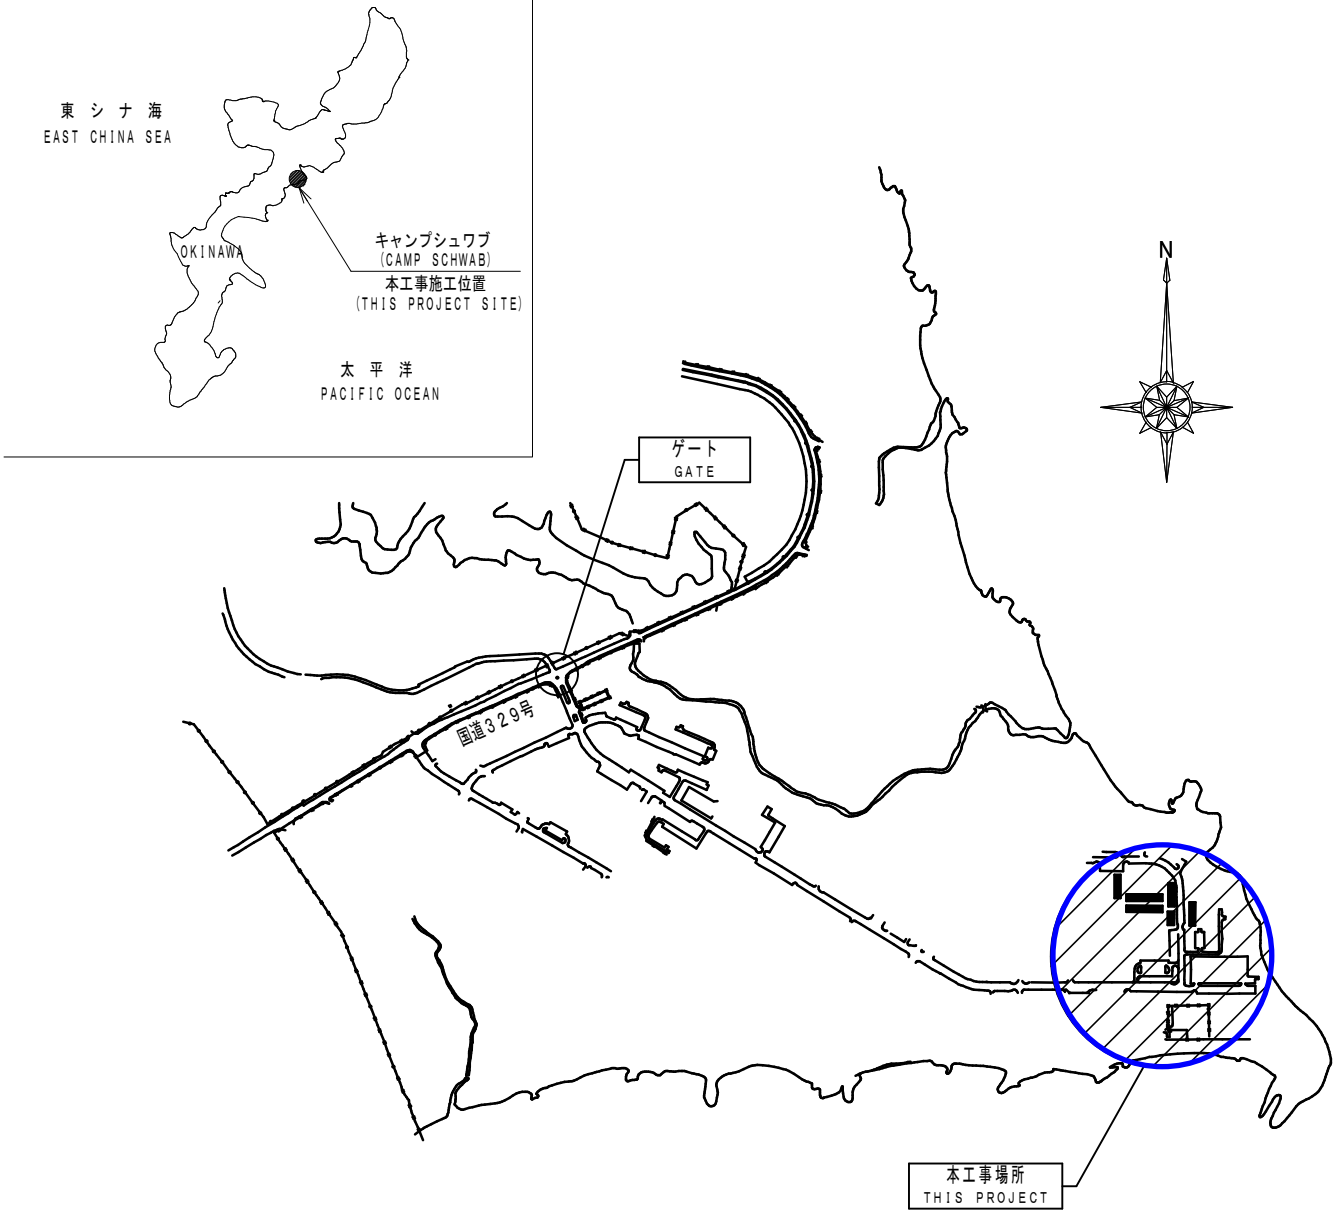 東シナ海
EAST CHINA SEA
OKINAWA
キャンプシュワブ
(CAMP SCHWAB)
本工事施工位置
(THIS PROJECT SITE)
太平洋
PACIFIC OCEAN
N
ゲート
GATE
国道329号
本工事場所
THIS PROJECT